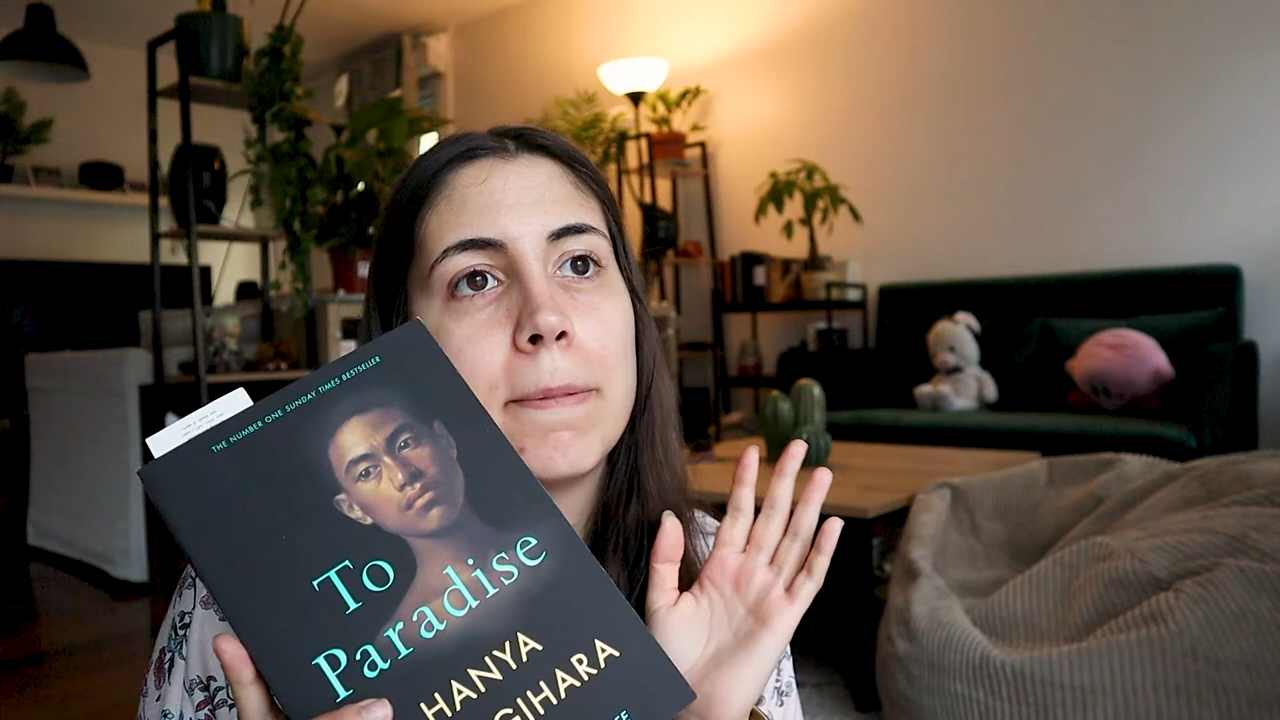 THE NUMBER ONE SUNDAY TIMES BESTSELLER
To
Paradise
HANYA
GIHARA